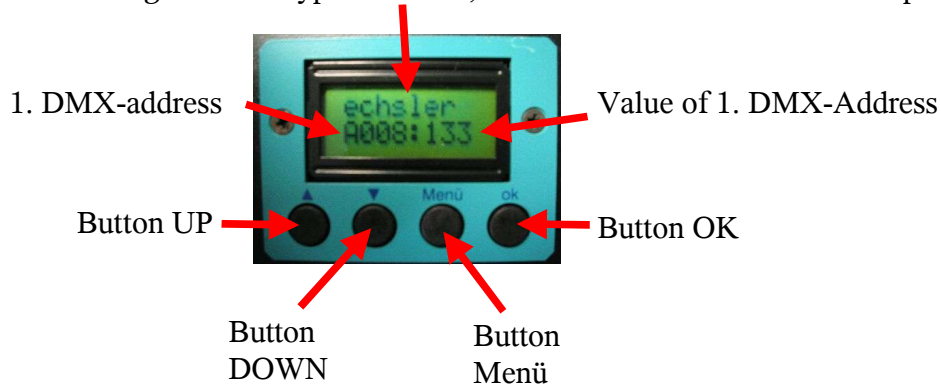 echsler
1. DMX-address
Value of 1. DMX-Address
A008:133
Menü ok
Button UP
Button OK
Button
DOWN
Button
Menü